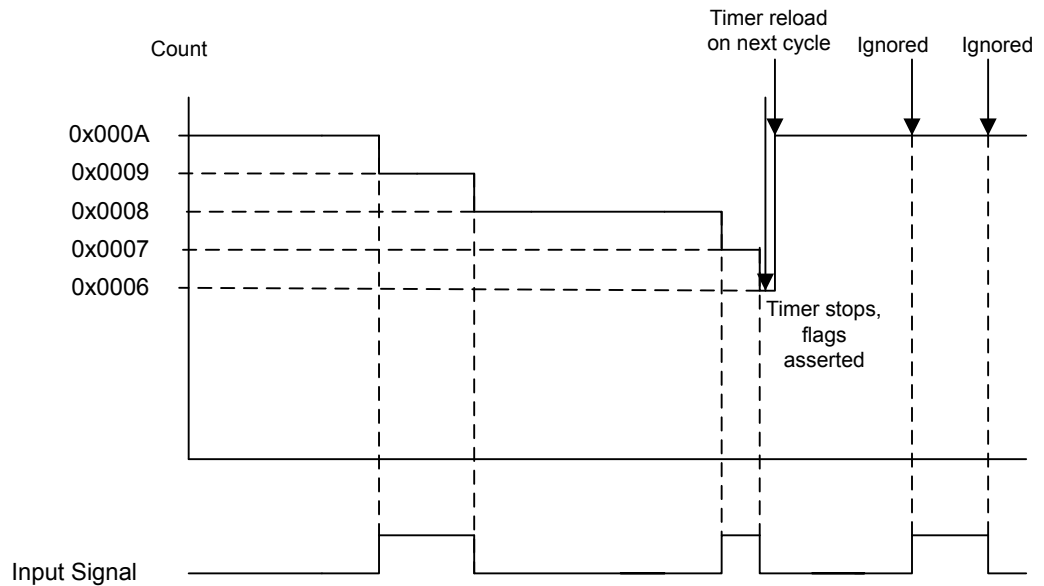 Timer reload
on next cycle
Ignored
Ignored
Count
0x000A
0x0009
0x0008
0x0007
0x0006
Timer stops,
flags
asserted
Input Signal